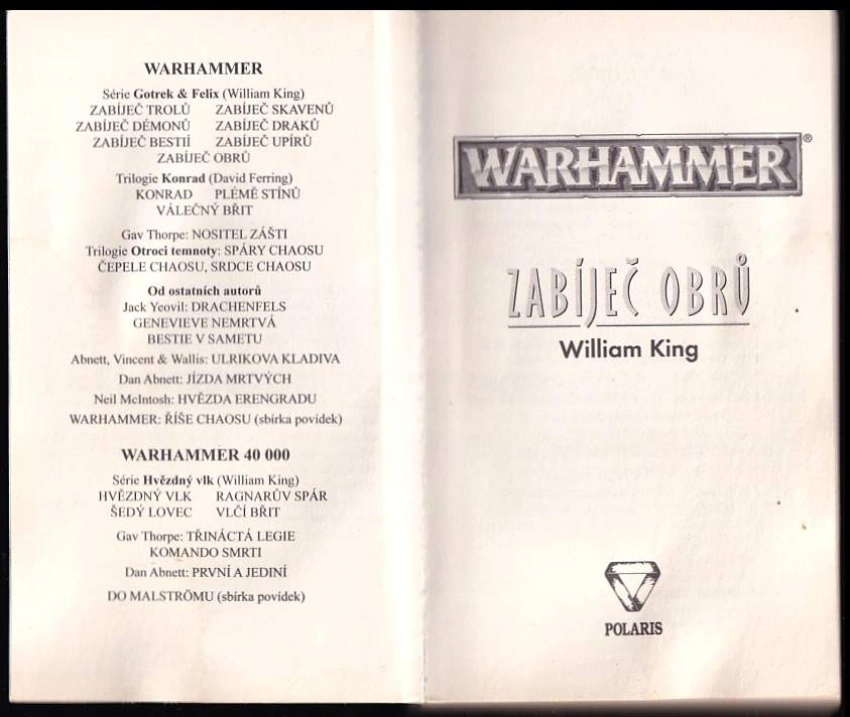 WARHAMMER
Série Gotrek & Felix (William King)
ZABÍJEČ TROLŮ ZABÍJEČ SKAVENŮ
ZABÍJEČ DÉMONŮ ZABÍJEČ DRAKŮ
ZABÍJEČ BESTIÍ ZABÍJEČ UPÍRŮ
ZABÍJEČ OBRŮ
Trilogie Konrad (David Ferring)
KONRAD PLÉMĚ STÍNŮ
VÁLEČNÝ BŘIT
Gav Thorpe: NOSITEL ZÁŠTI
Trilogie Otroci temnoty: SPÁRY CHAOSU
ČEPELE CHAOSU, SRDCE CHAOSU
Od ostatních autorů
Jack Yeovil: DRACHENFELS
GENEVIEVE NEMRTVÁ
BESTIE V SAMETU
Abnett, Vincent & Wallis: ULRIKOVA KLADIVA
Dan Abnett: JÍZDA MRTVÝCH
Neil McIntosh: HVĚZDA ERENGRADU
WARHAMMER: ŘÍŠE CHAOSU (sbírka povídek)
WARHAMMER 40 000
Série Hvězdný vlk (William King)
HVĚZDNÝ VLK RAGNARŮV SPÁR
ŠEDÝ LOVEC VLČÍ BŘIT
Gav Thorpe: TŘINÁCTÁ LEGIE
KOMANDO SMRTI
Dan Abnett: PRVNÍ A JEDINÍ
DO MALSTRÖMU (sbírka povídek)
WARHAMMER®
ZABÍJEČ OBRŮ
William King
POLARIS